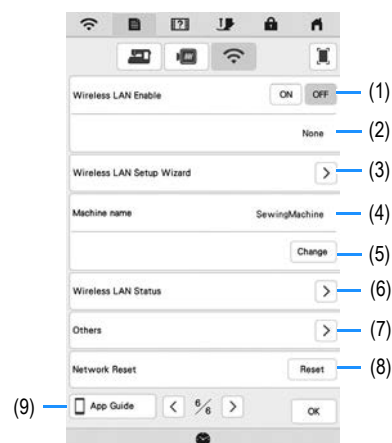 Wireless LAN Enable ON OFF (1)
None (2)
Wireless LAN Setup Wizard > (3)
Machine name SewingMachine (4)
Change (5)
Wireless LAN Status > (6)
Others > (7)
Network Reset Reset (8)
(9) App Guide < 6/6 > OK